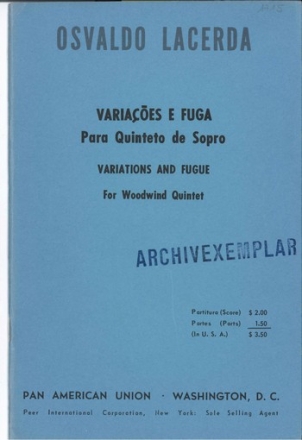 OSVALDO LACERDA
VARIAÇÕES E FUGA
Para Quinteto de Sopro
VARIATIONS AND FUGUE
For Woodwind Quintet
ARCHIVEXEMPLAR
Partitura (Score) $ 2.00
Partes (Parts) 1.50
(In U. S. A.) $ 3.50
PAN AMERICAN UNION · WASHINGTON, D. C.
Peer International Corporation, New York: Sole Selling Agent